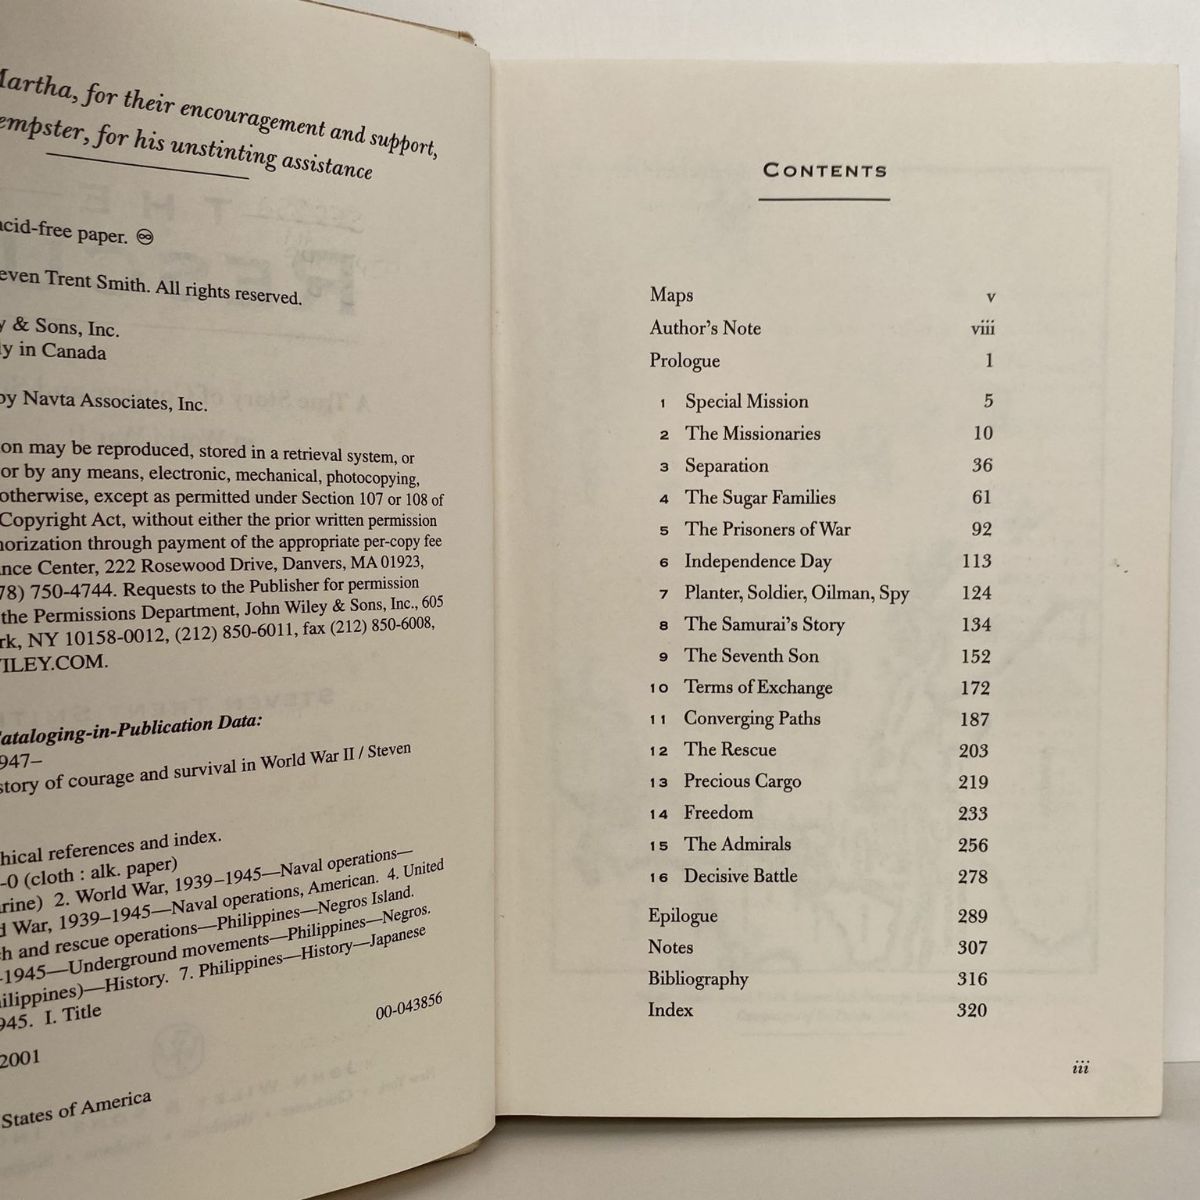 Martha, for their encouragement and support,
empster, for his unstinting assistance
acid-free paper. ♾
even Trent Smith. All rights reserved.
y & Sons, Inc.
ly in Canada
by Navta Associates, Inc.
on may be reproduced, stored in a retrieval system, or
or by any means, electronic, mechanical, photocopying,
otherwise, except as permitted under Section 107 or 108 of
Copyright Act, without either the prior written permission
horization through payment of the appropriate per-copy fee
nce Center, 222 Rosewood Drive, Danvers, MA 01923,
78) 750-4744. Requests to the Publisher for permission
the Permissions Department, John Wiley & Sons, Inc., 605
rk, NY 10158-0012, (212) 850-6011, fax (212) 850-6008,
ILEY.COM.
Cataloging-in-Publication Data:
947–
story of courage and survival in World War II / Steven
hical references and index.
-0 (cloth : alk. paper)
rine) 2. World War, 1939–1945—Naval operations—
d War, 1939–1945—Naval operations, American. 4. United
h and rescue operations—Philippines—Negros Island.
–1945—Underground movements—Philippines—Negros.
ilippines)—History. 7. Philippines—History—Japanese
945. I. Title
00-043856
2001
States of America
CONTENTS
Maps v
Author's Note viii
Prologue 1
1 Special Mission 5
2 The Missionaries 10
3 Separation 36
4 The Sugar Families 61
5 The Prisoners of War 92
6 Independence Day 113
7 Planter, Soldier, Oilman, Spy 124
8 The Samurai's Story 134
9 The Seventh Son 152
10 Terms of Exchange 172
11 Converging Paths 187
12 The Rescue 203
13 Precious Cargo 219
14 Freedom 233
15 The Admirals 256
16 Decisive Battle 278
Epilogue 289
Notes 307
Bibliography 316
Index 320
iii